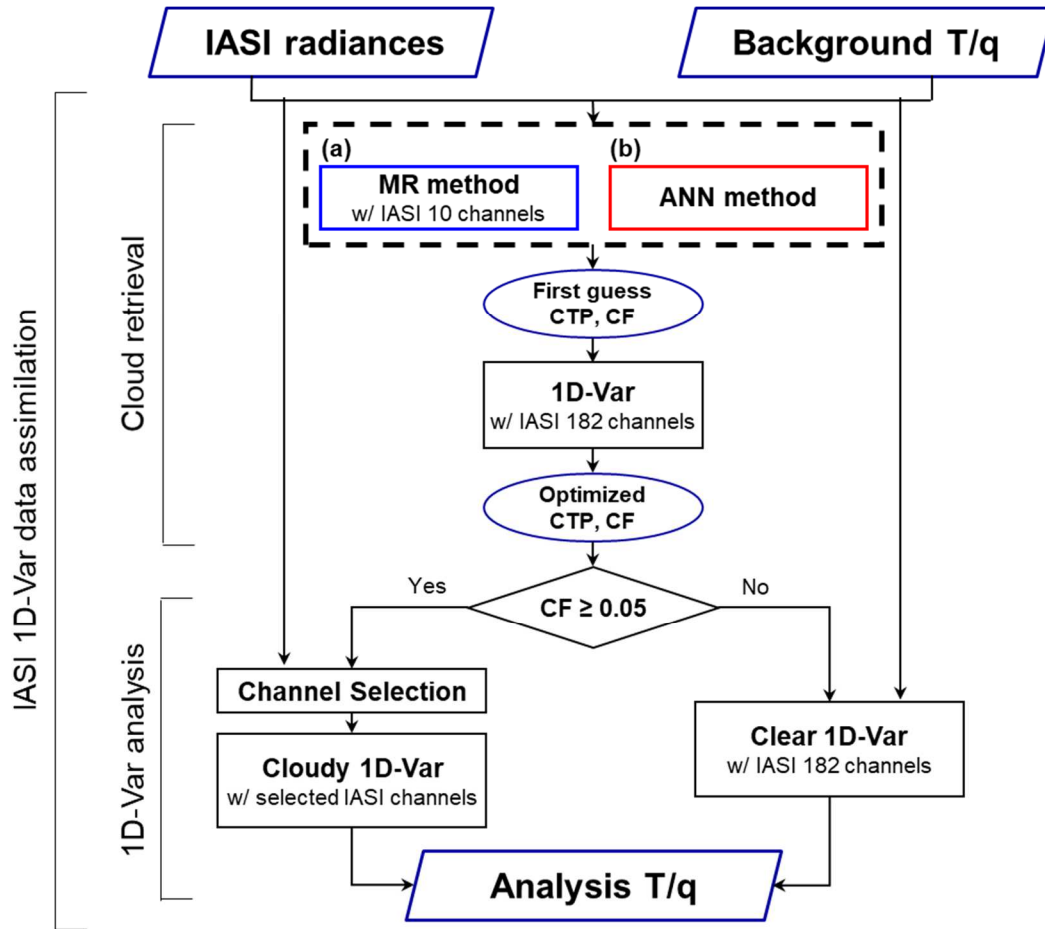 IASI radiances
Background T/q
(a)
MR method
w/ IASI 10 channels
(b)
ANN method
First guess
CTP, CF
1D-Var
w/ IASI 182 channels
Optimized
CTP, CF
Cloud retrieval
IASI 1D-Var data assimilation
Yes
CF ≥ 0.05
No
Channel Selection
Cloudy 1D-Var
w/ selected IASI channels
Clear 1D-Var
w/ IASI 182 channels
1D-Var analysis
Analysis T/q